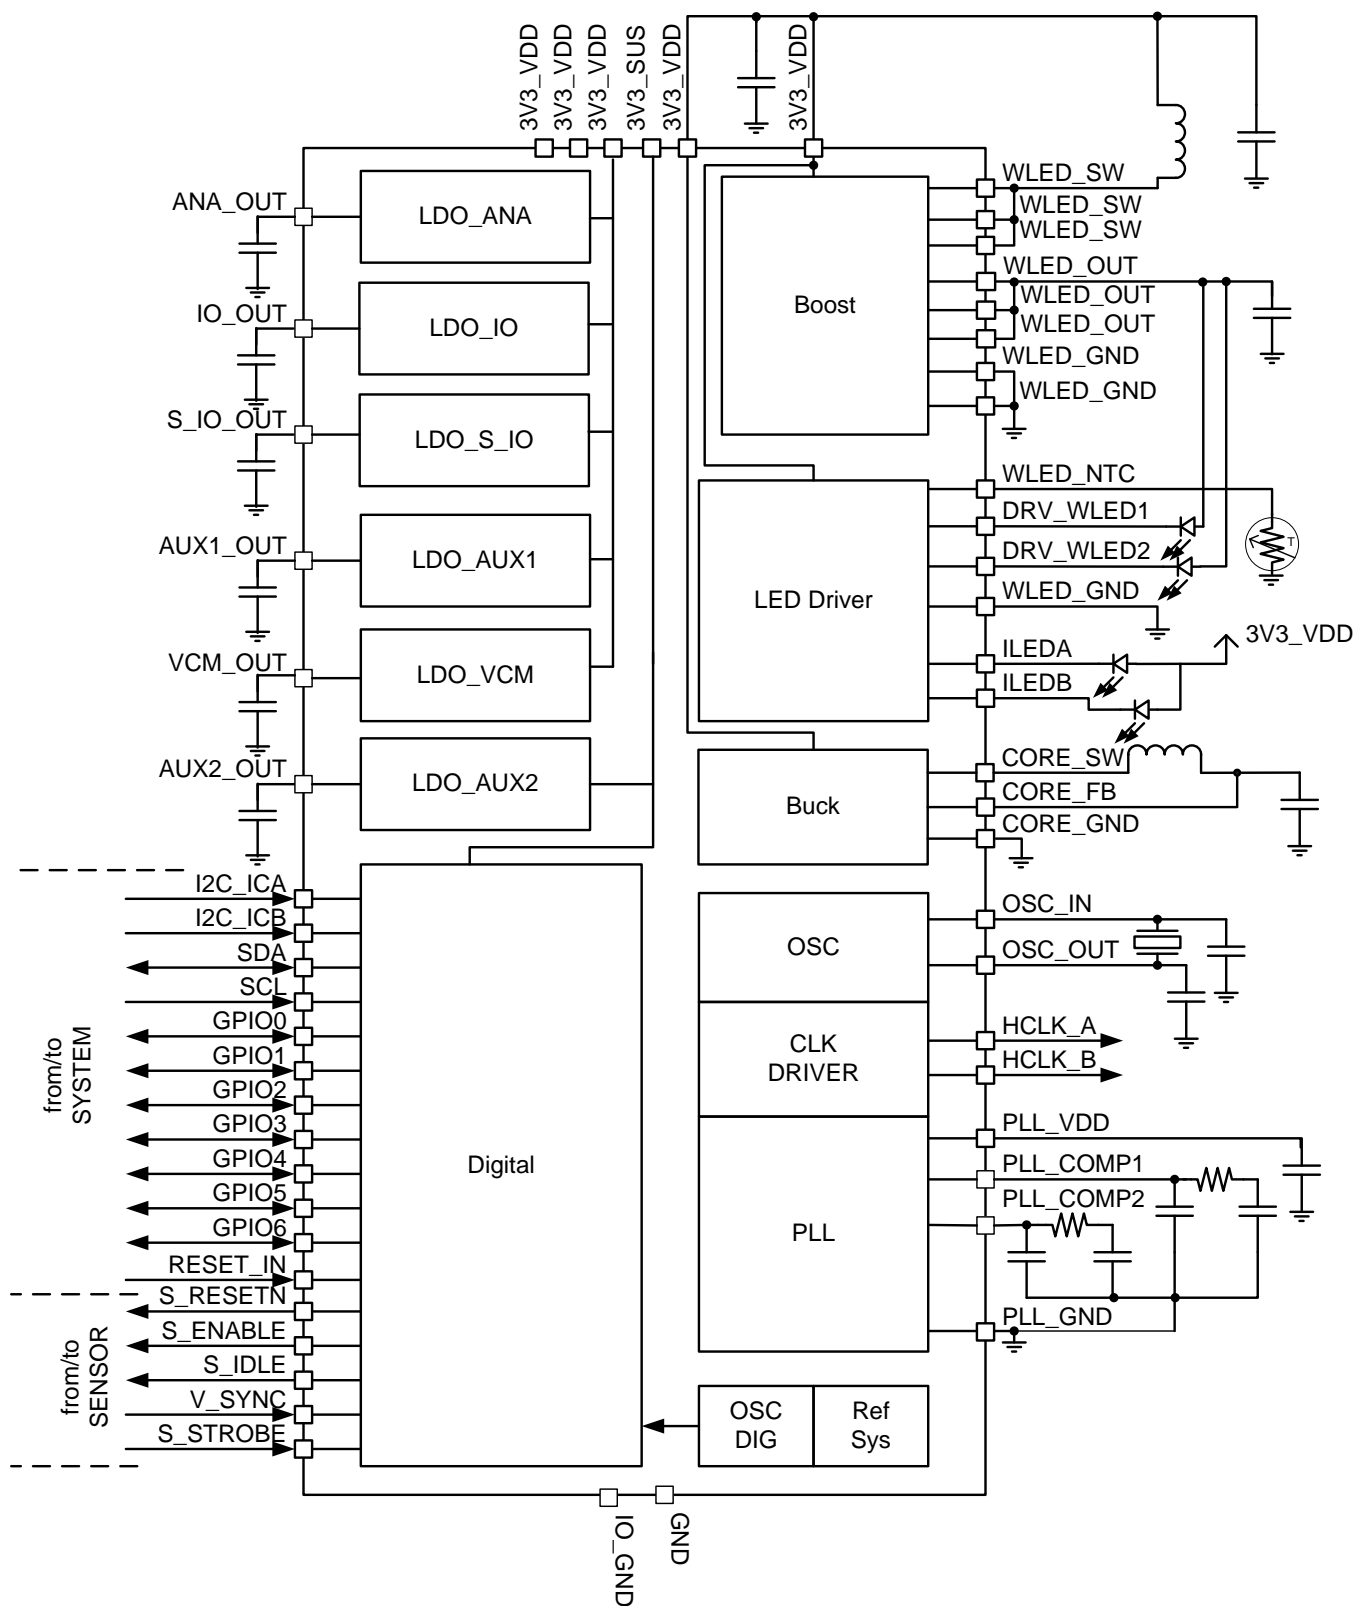 3V3_VDD
3V3_VDD
3V3_VDD
3V3_SUS
3V3_VDD
3V3_VDD
ANA_OUT
LDO_ANA
IO_OUT
LDO_IO
S_IO_OUT
LDO_S_IO
AUX1_OUT
LDO_AUX1
VCM_OUT
LDO_VCM
AUX2_OUT
LDO_AUX2
Boost
WLED_SW
WLED_SW
WLED_SW
WLED_OUT
WLED_OUT
WLED_OUT
WLED_GND
WLED_GND
LED Driver
WLED_NTC
DRV_WLED1
T
DRV_WLED2
WLED_GND
3V3_VDD
ILEDA
ILEDB
Buck
CORE_SW
CORE_FB
CORE_GND
from/to
SYSTEM
I2C_ICA
I2C_ICB
SDA
SCL
GPIO0
GPIO1
GPIO2
GPIO3
GPIO4
GPIO5
GPIO6
RESET_IN
from/to
SENSOR
S_RESETN
S_ENABLE
S_IDLE
V_SYNC
S_STROBE
Digital
OSC
OSC_IN
OSC_OUT
CLK
DRIVER
HCLK_A
HCLK_B
PLL
PLL_VDD
PLL_COMP1
PLL_COMP2
PLL_GND
OSC
DIG
Ref
Sys
IO_GND
GND